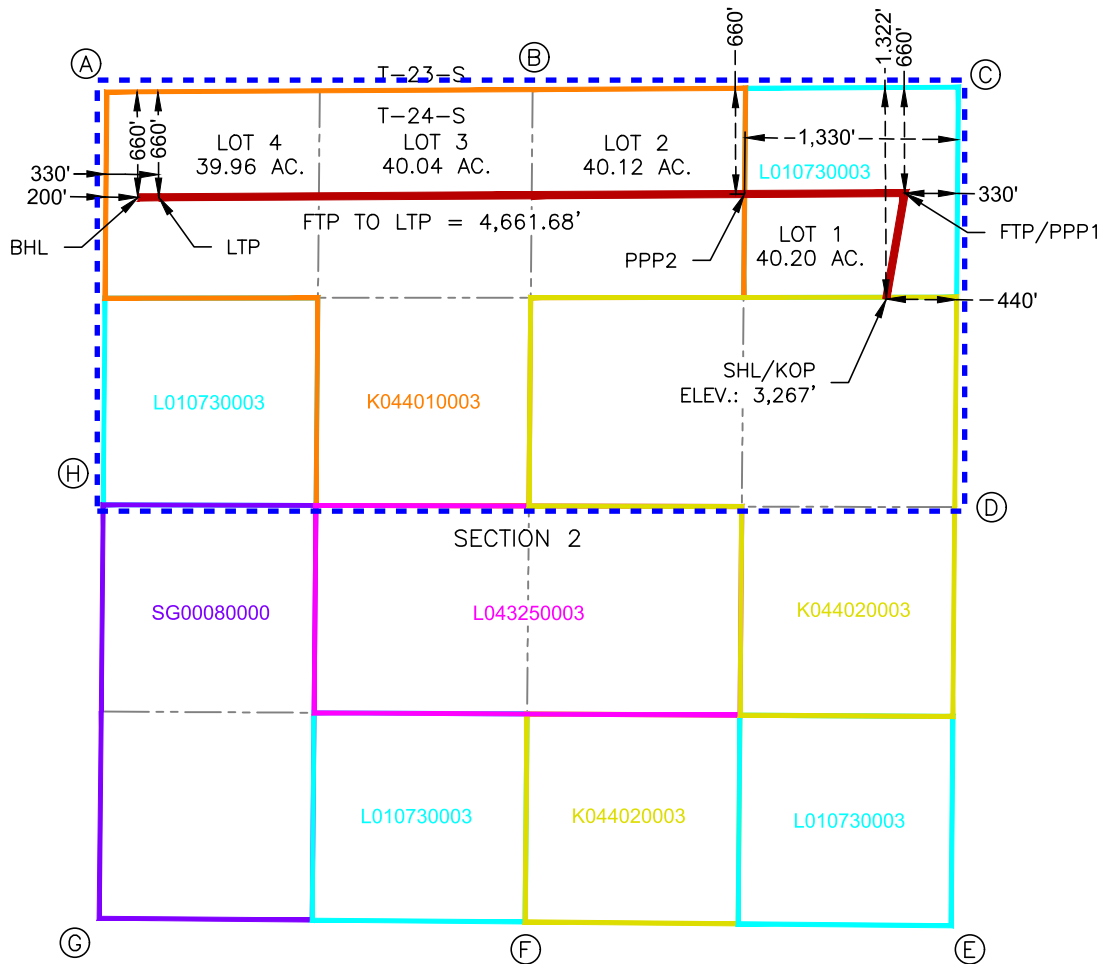 A
B
C
T-23-S
T-24-S
660'
1,322'
660'
660'
660'
LOT 4
39.96 AC.
LOT 3
40.04 AC.
LOT 2
40.12 AC.
1,330'
L010730003
330'
200'
330'
BHL
LTP
FTP TO LTP = 4,661.68'
PPP2
LOT 1
40.20 AC.
FTP/PPP1
440'
SHL/KOP
ELEV.: 3,267'
L010730003
K044010003
H
D
SECTION 2
SG00080000
L043250003
K044020003
L010730003
K044020003
L010730003
G
F
E